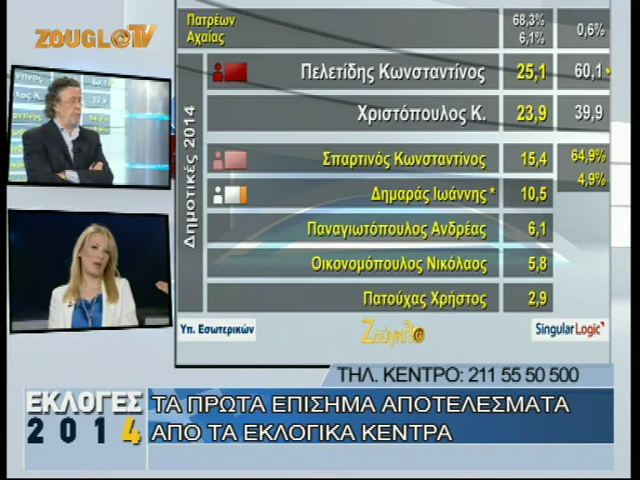 ZOUGL@TV
Πατρέων 68,3% 0,6%
Αχαίας 6,1%
Πελετίδης Κωνσταντίνος 25,1 60,1
Χριστόπουλος Κ. 23,9 39,9
Δημοτικές 2014
Σπαρτινός Κωνσταντίνος 15,4 64,9%
4,9%
Δημαράς Ιωάννης * 10,5
Παναγιωτόπουλος Ανδρέας 6,1
Οικονομόπουλος Νικόλαος 5,8
Πατούχας Χρήστος 2,9
Υπ. Εσωτερικών Ζούγκλ@ SingularLogic
ΤΗΛ. ΚΕΝΤΡΟ: 211 55 50 500
ΕΚΛΟΓΕΣ
2014
ΤΑ ΠΡΩΤΑ ΕΠΙΣΗΜΑ ΑΠΟΤΕΛΕΣΜΑΤΑ
ΑΠΟ ΤΑ ΕΚΛΟΓΙΚΑ ΚΕΝΤΡΑ